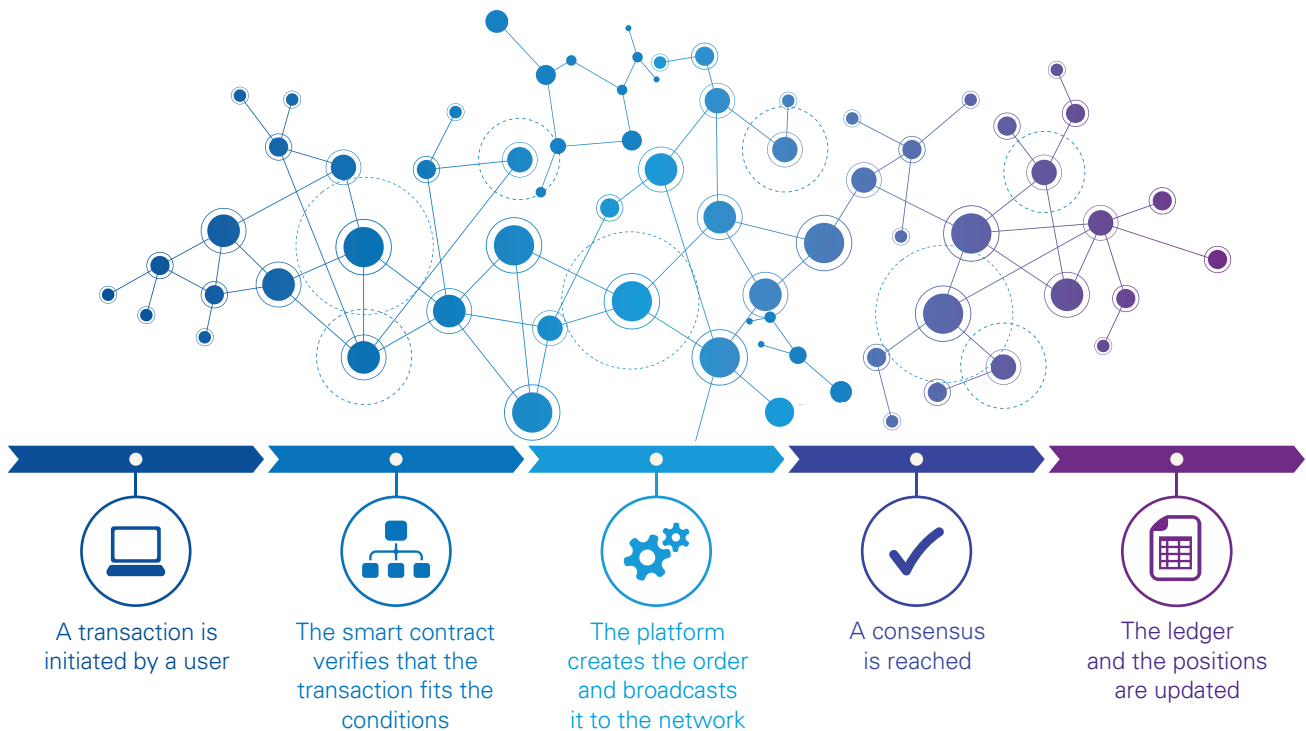 A transaction is
initiated by a user
The smart contract
verifies that the
transaction fits the
conditions
The platform
creates the order
and broadcasts
it to the network
A consensus
is reached
The ledger
and the positions
are updated